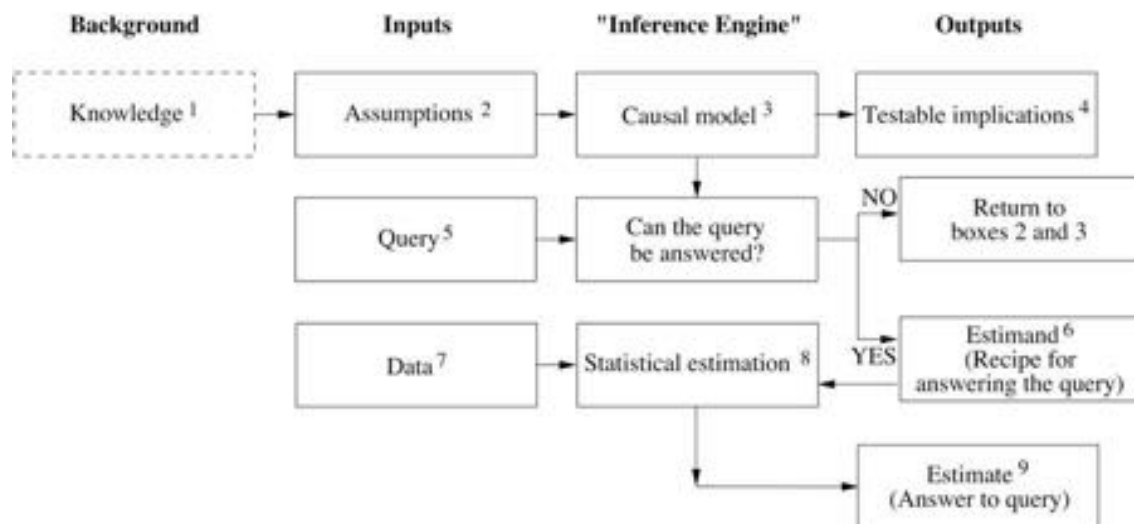 Background
Inputs
"Inference Engine"
Outputs
Knowledge 1
Assumptions 2
Causal model 3
Testable implications 4
Query 5
Can the query
be answered?
NO
Return to
boxes 2 and 3
Data 7
Statistical estimation 8
YES
Estimand 6
(Recipe for
answering the query)
Estimate 9
(Answer to query)